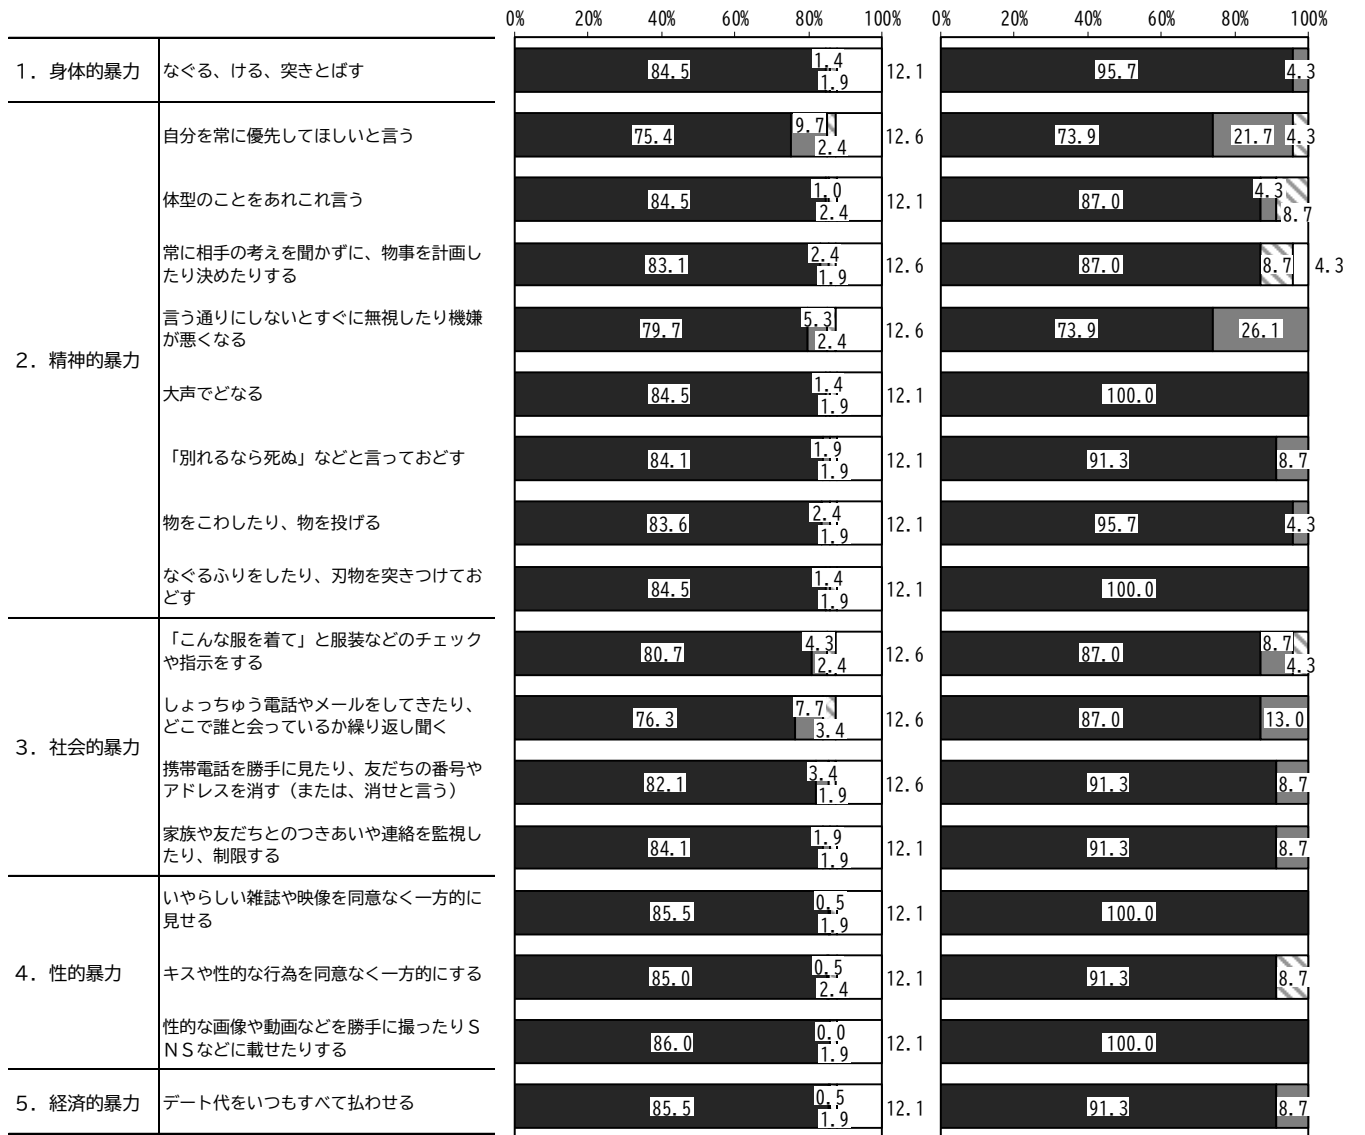 0% 20% 40% 60% 80% 100% 0% 20% 40% 60% 80% 100%
1．身体的暴力 なぐる、ける、突きとばす 84.5 1.4 1.9 12.1 95.7 4.3
自分を常に優先してほしいと言う 75.4 9.7 2.4 12.6 73.9 21.7 4.3
体型のことをあれこれ言う 84.5 1.0 2.4 12.1 87.0 4.3 8.7
常に相手の考えを聞かずに、物事を計画し
たり決めたりする 83.1 2.4 1.9 12.6 87.0 8.7 4.3
言う通りにしないとすぐに無視したり機嫌
が悪くなる 79.7 5.3 2.4 12.6 73.9 26.1
2．精神的暴力
大声でどなる 84.5 1.4 1.9 12.1 100.0
「別れるなら死ぬ」などと言っておどす 84.1 1.9 1.9 12.1 91.3 8.7
物をこわしたり、物を投げる 83.6 2.4 1.9 12.1 95.7 4.3
なぐるふりをしたり、刃物を突きつけてお
どす 84.5 1.4 1.9 12.1 100.0
「こんな服を着て」と服装などのチェック
や指示をする 80.7 4.3 2.4 12.6 87.0 8.7 4.3
しょっちゅう電話やメールをしてきたり、
どこで誰と会っているか繰り返し聞く 76.3 7.7 3.4 12.6 87.0 13.0
3．社会的暴力
携帯電話を勝手に見たり、友だちの番号や
アドレスを消す（または、消せと言う） 82.1 3.4 1.9 12.6 91.3 8.7
家族や友だちとのつきあいや連絡を監視し
たり、制限する 84.1 1.9 1.9 12.1 91.3 8.7
いやらしい雑誌や映像を同意なく一方的に
見せる 85.5 0.5 1.9 12.1 100.0
4．性的暴力 キスや性的な行為を同意なく一方的にする 85.0 0.5 2.4 12.1 91.3 8.7
性的な画像や動画などを勝手に撮ったりＳ
ＮＳなどに載せたりする 86.0 0.0 1.9 12.1 100.0
5．経済的暴力 デート代をいつもすべて払わせる 85.5 0.5 1.9 12.1 91.3 8.7